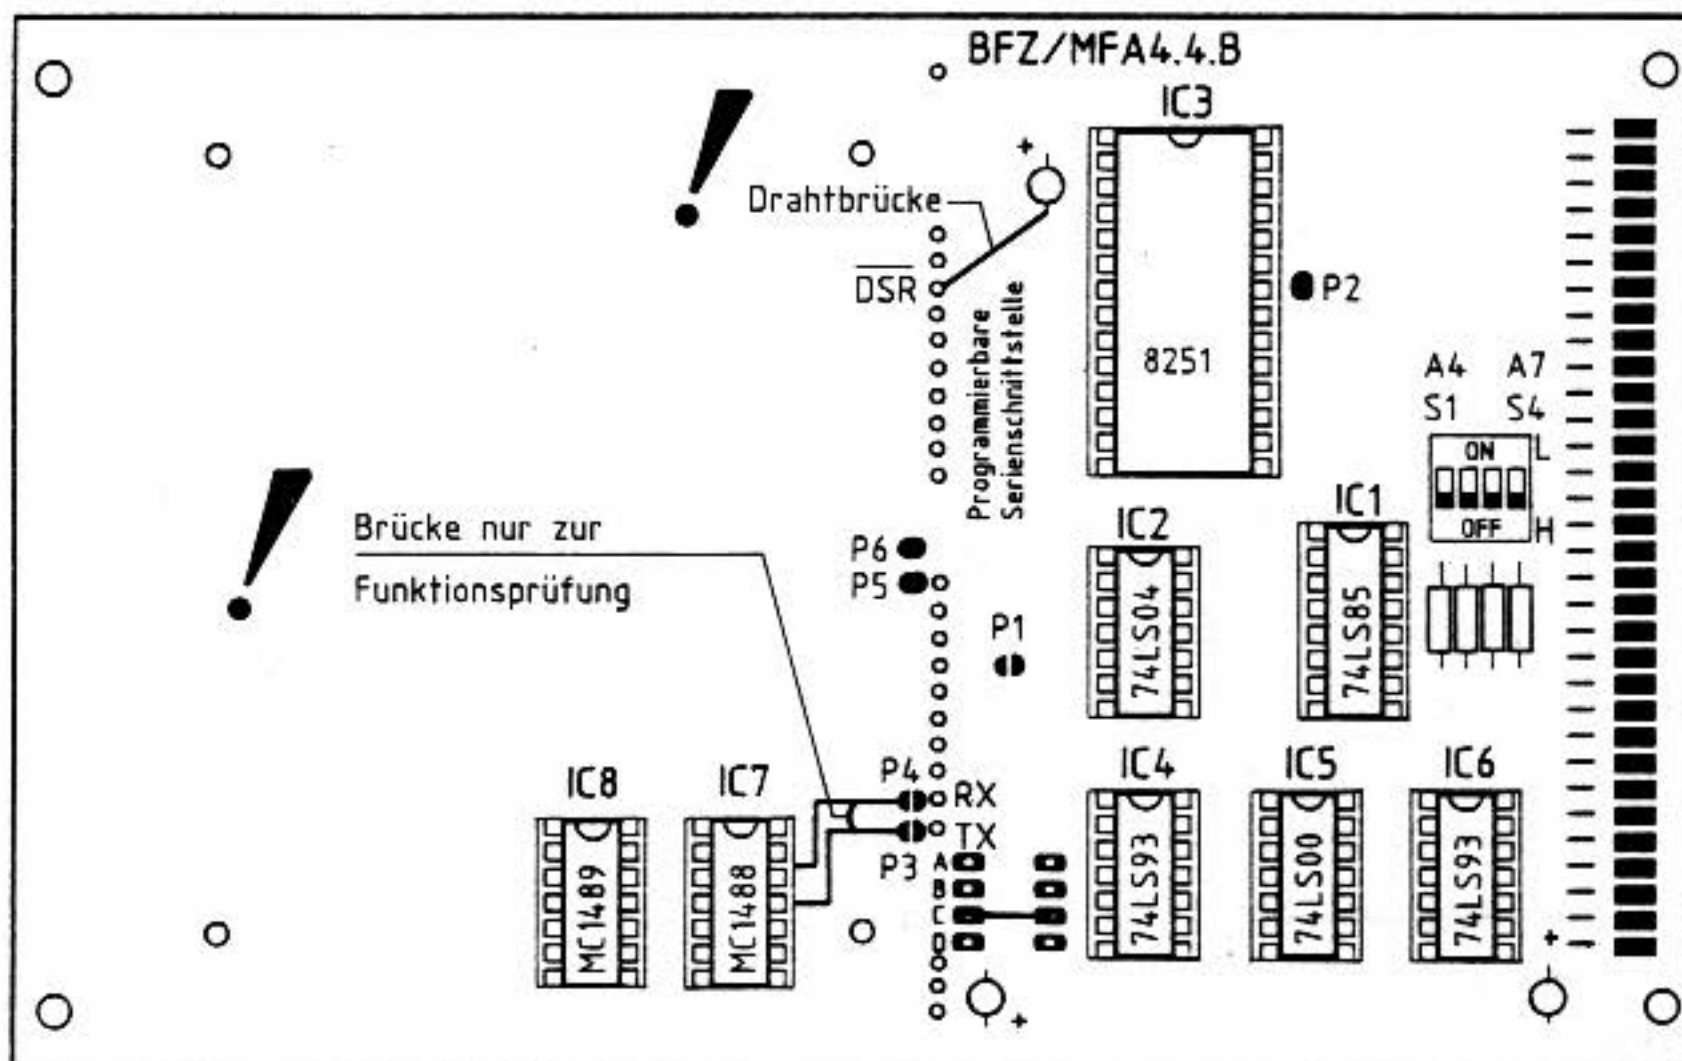 BFZ/MFA4.4.B
IC3
+
Drahtbrücke
DSR
Programmierbare
Serienschnittstelle
8251
P2
A4 A7
S1 S4
ON
L
OFF
H
Brücke nur zur
Funktionsprüfung
P6
P5
P1
IC2
74LS04
IC1
74LS85
IC8
MC1489
IC7
MC1488
P4
RX
TX
P3
A
B
C
D
IC4
74LS93
IC5
74LS00
IC6
74LS93
+
+